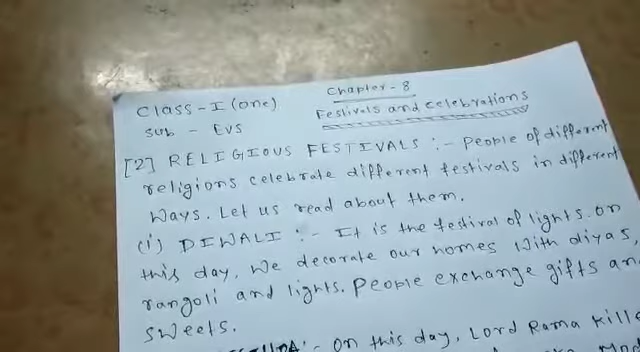 Class-I (one)
Chapter-8
Sub - EVS
Festivals and celebrations
[2] RELIGIOUS FESTIVALS :- People of different
religions celebrate different festivals in different
ways. Let us read about them.
(i) DIWALI :- It is the festival of lights. On
this day, we decorate our homes with diyas,
rangoli and lights. People exchange gifts an
sweets.
On this day, Lord Rama kille